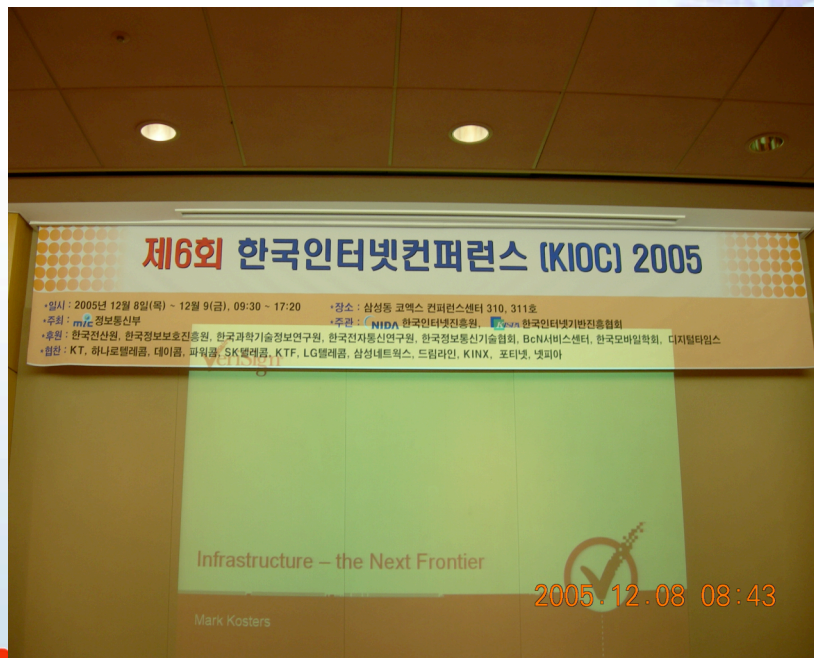 제6회 한국인터넷컨퍼런스 (KIOC) 2005
•일시 : 2005년 12월 8일(목) ~ 12월 9일(금), 09:30 ~ 17:20 •장소 : 삼성동 코엑스 컨퍼런스센터 310, 311호
•주최 : mic 정보통신부 •주관 : NIDA 한국인터넷진흥원, 한국인터넷기반진흥협회
•후원 : 한국전산원, 한국정보보호진흥원, 한국과학기술정보연구원, 한국전자통신연구원, 한국정보통신기술협회, BcN서비스센터, 한국모바일학회, 디지털타임스
•협찬 : KT, 하나로텔레콤, 데이콤, 파워콤, SK텔레콤, KTF, LG텔레콤, 삼성네트웍스, 드림라인, KINX, 포티넷, 넷피아
VeriSign
Infrastructure – the Next Frontier
Mark Kosters
2005.12.08 08:43